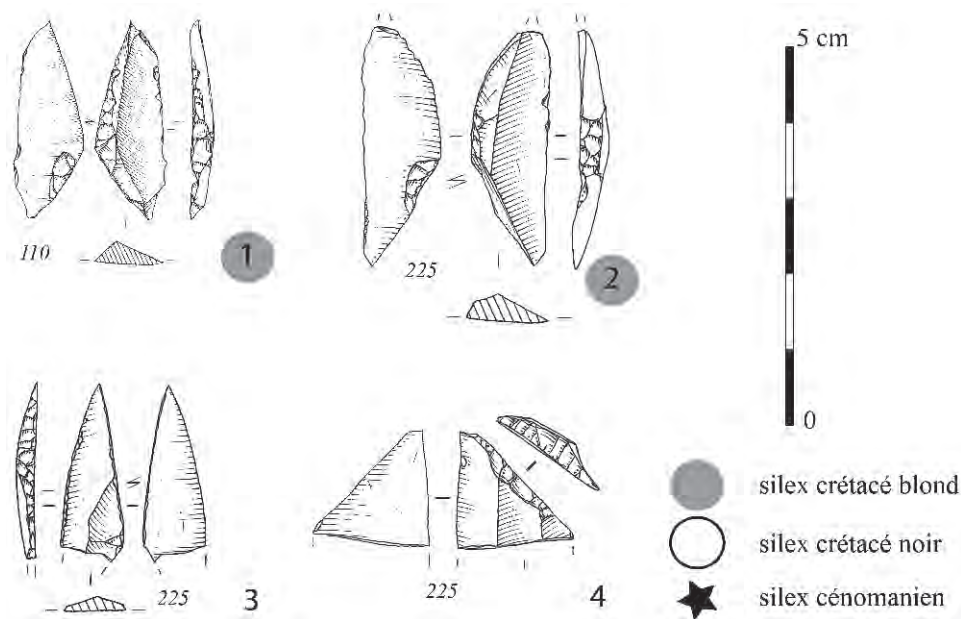 5 cm
110
1
225
2
0
silex crétacé blond
silex crétacé noir
silex cénomanien
225
3
225
4